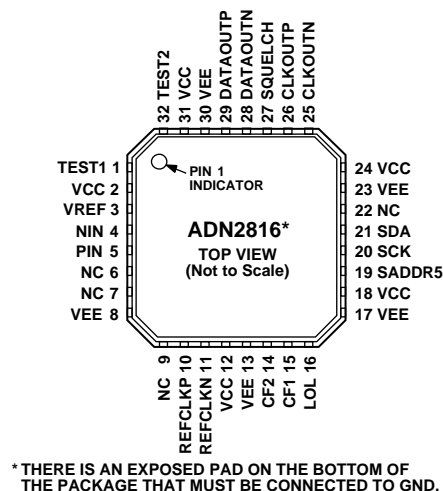 32 TEST2
31 VCC
30 VEE
29 DATAOUTP
28 DATAOUTN
27 SQUELCH
26 CLKOUTP
25 CLKOUTN
TEST1 1
VCC 2
VREF 3
NIN 4
PIN 5
NC 6
NC 7
VEE 8
PIN 1
INDICATOR
ADN2816*
TOP VIEW
(Not to Scale)
24 VCC
23 VEE
22 NC
21 SDA
20 SCK
19 SADDR5
18 VCC
17 VEE
NC 9
REFCLKP 10
REFCLKN 11
VCC 12
VEE 13
CF2 14
CF1 15
LOL 16
* THERE IS AN EXPOSED PAD ON THE BOTTOM OF
THE PACKAGE THAT MUST BE CONNECTED TO GND.